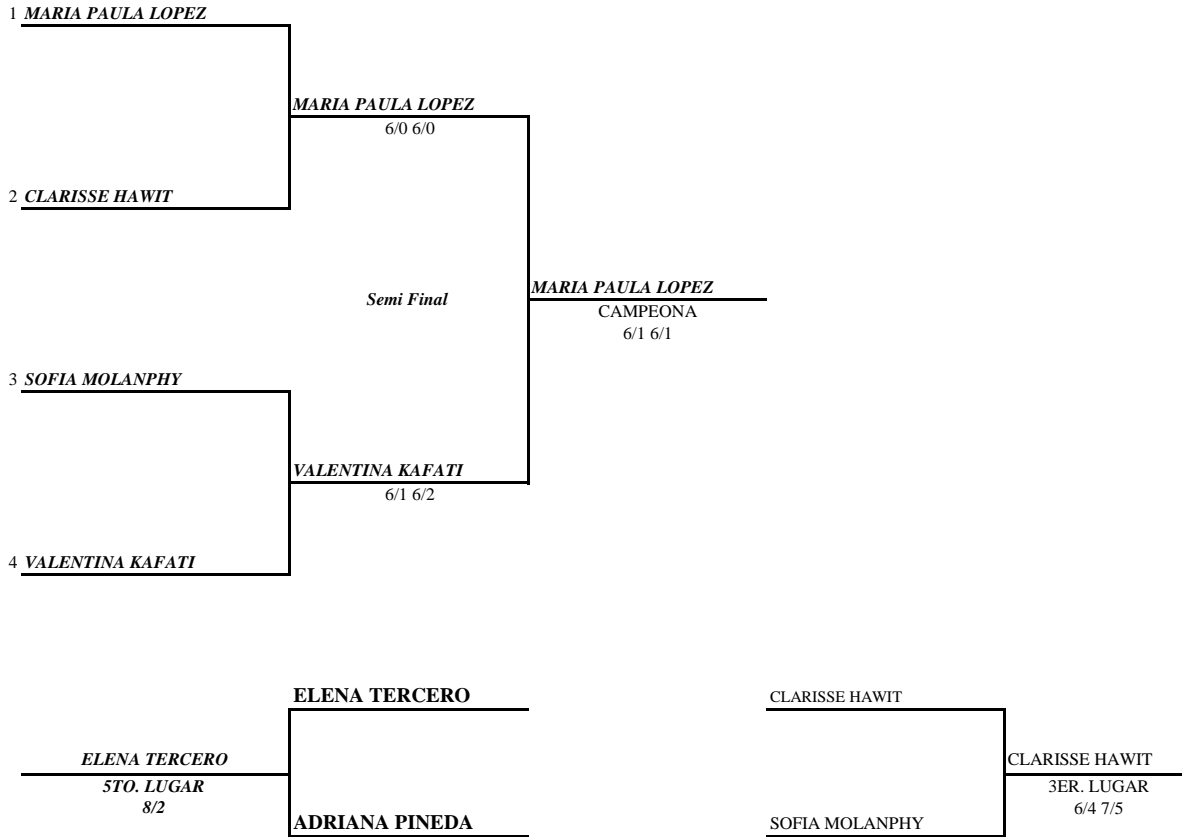 1 MARIA PAULA LOPEZ
MARIA PAULA LOPEZ
6/0 6/0
2 CLARISSE HAWIT
Semi Final
MARIA PAULA LOPEZ
CAMPEONA
6/1 6/1
3 SOFIA MOLANPHY
VALENTINA KAFATI
6/1 6/2
4 VALENTINA KAFATI
ELENA TERCERO
ELENA TERCERO
5TO. LUGAR
8/2
ADRIANA PINEDA
CLARISSE HAWIT
CLARISSE HAWIT
3ER. LUGAR
6/4 7/5
SOFIA MOLANPHY